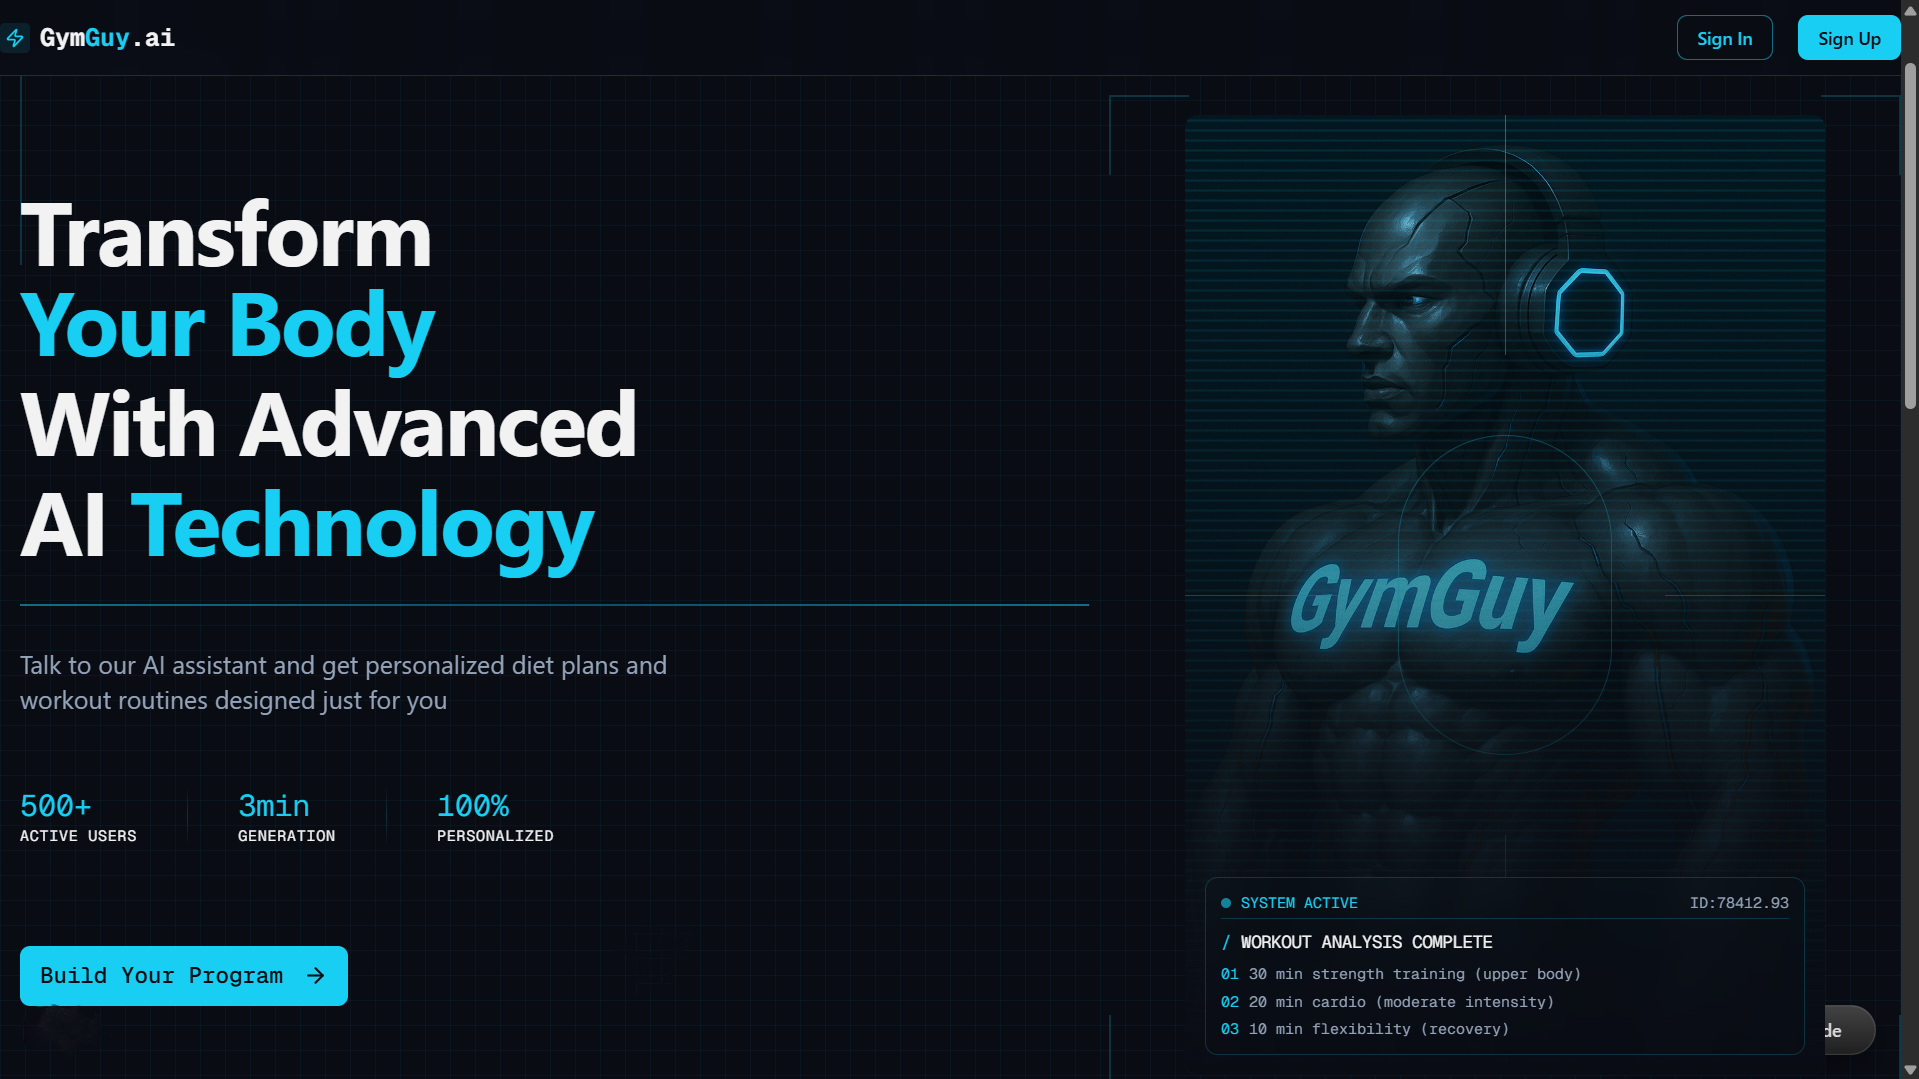 GymGuy.ai
Sign In
Sign Up
Transform
Your Body
With Advanced
AI Technology
Talk to our AI assistant and get personalized diet plans and
workout routines designed just for you
500+
ACTIVE USERS
3min
GENERATION
100%
PERSONALIZED
Build Your Program
GymGuy
SYSTEM ACTIVE
ID:78412.93
/ WORKOUT ANALYSIS COMPLETE
01 30 min strength training (upper body)
02 20 min cardio (moderate intensity)
03 10 min flexibility (recovery)